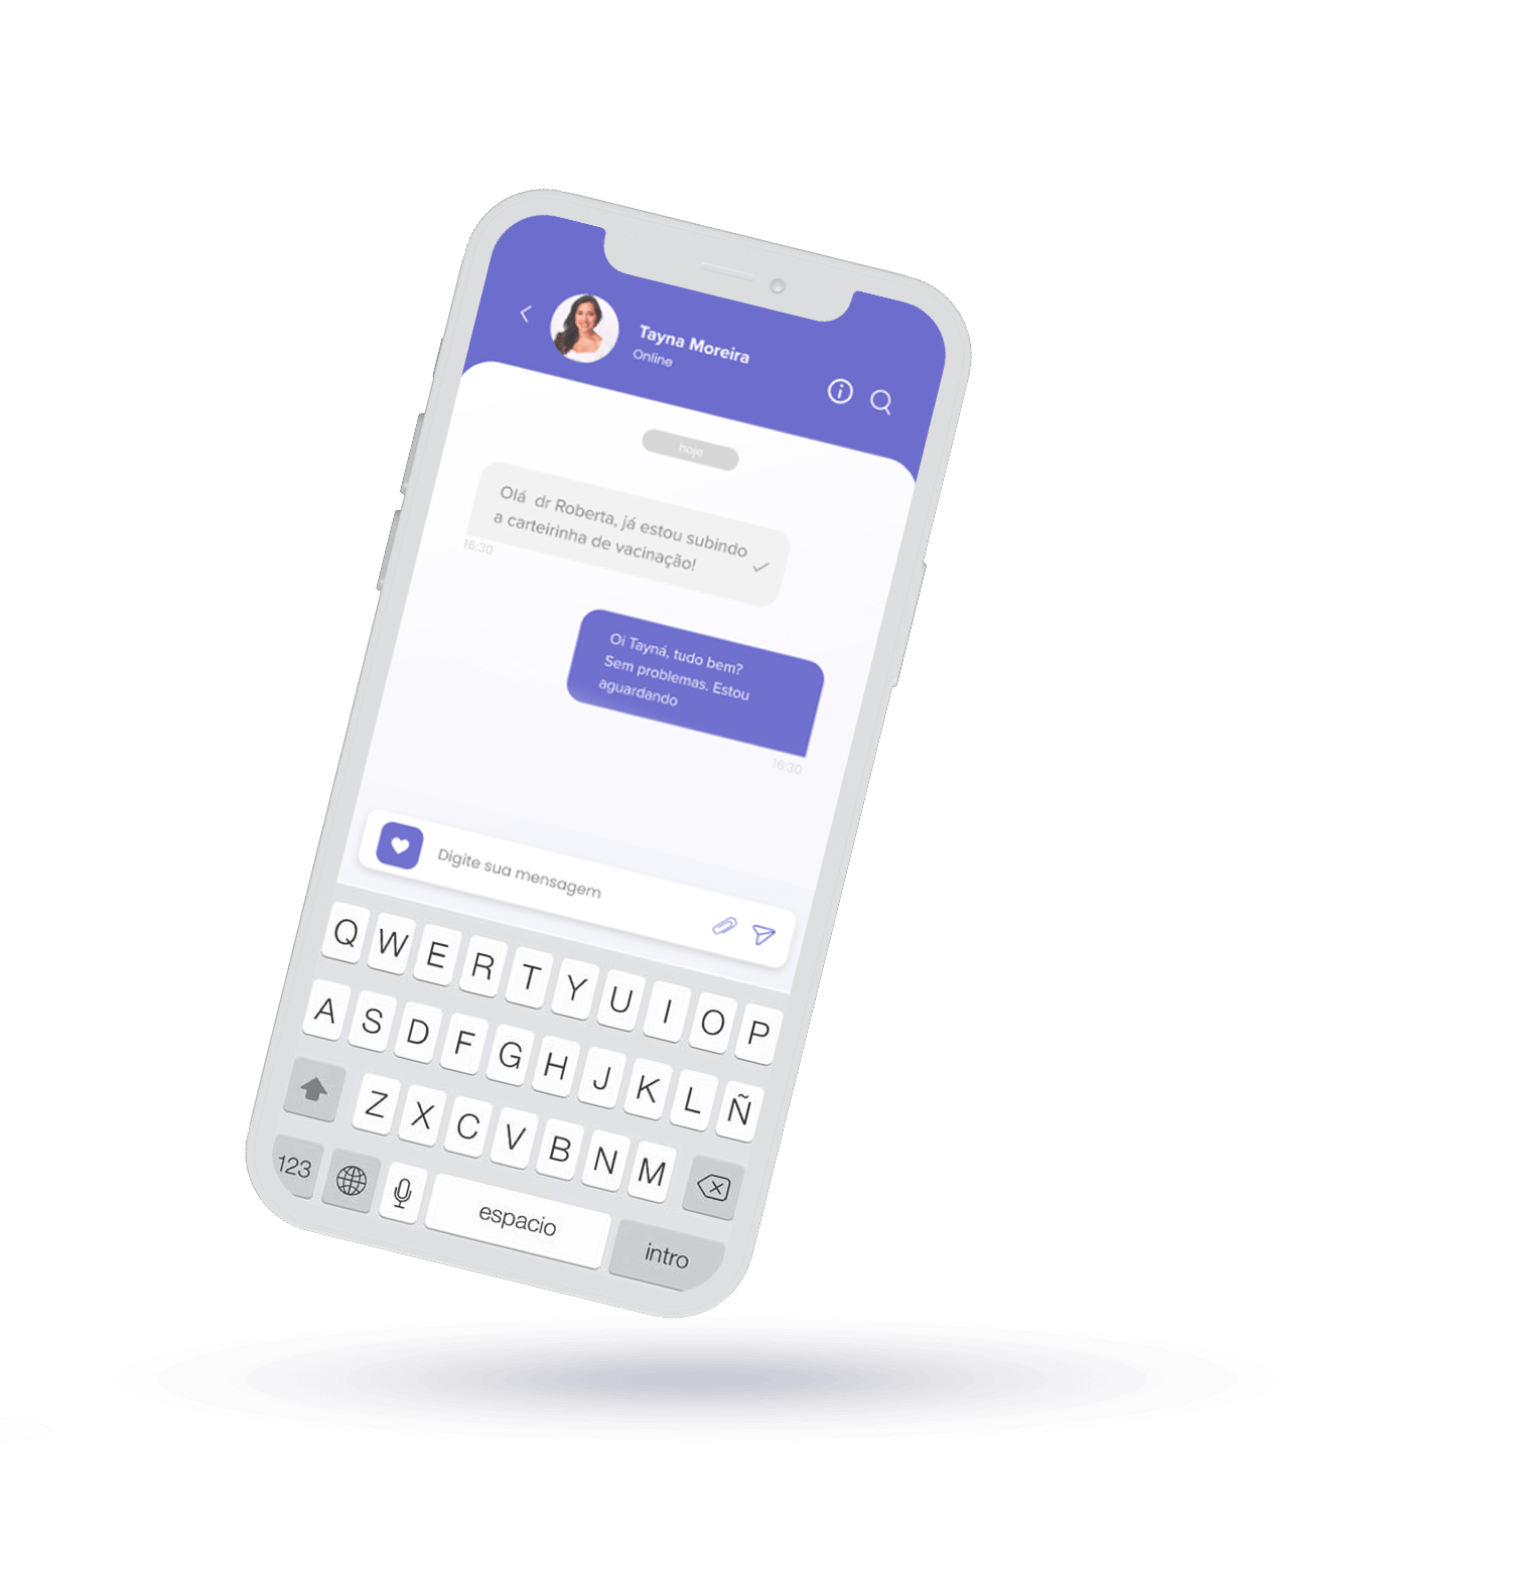 Tayna Moreira
Online
hoje
Olá dr Roberta, já estou subindo
a carteirinha de vacinação!
16:30
Oi Tayná, tudo bem?
Sem problemas. Estou
aguardando
16:30
Digite sua mensagem
Q W E R T Y U I O P
A S D F G H J K L Ñ
Z X C V B N M
123 espacio intro